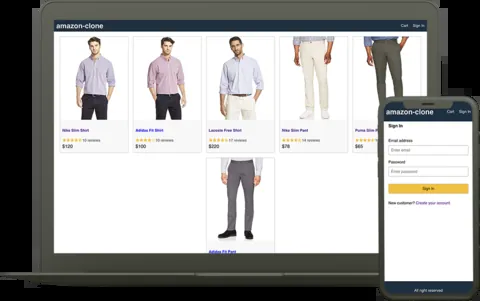 amazon-clone
Cart Sign In
Nike Slim Shirt
10 reviews
$120
Adidas Fit Shirt
10 reviews
$100
Lacoste Free Shirt
17 reviews
$220
Nike Slim Pant
14 reviews
$78
Puma Slim P
$65
Adidas Fit Pant
amazon-clone
Cart Sign In
Sign In
Email address
Enter email
Password
Enter password
Sign In
New customer? Create your account
All right reserved